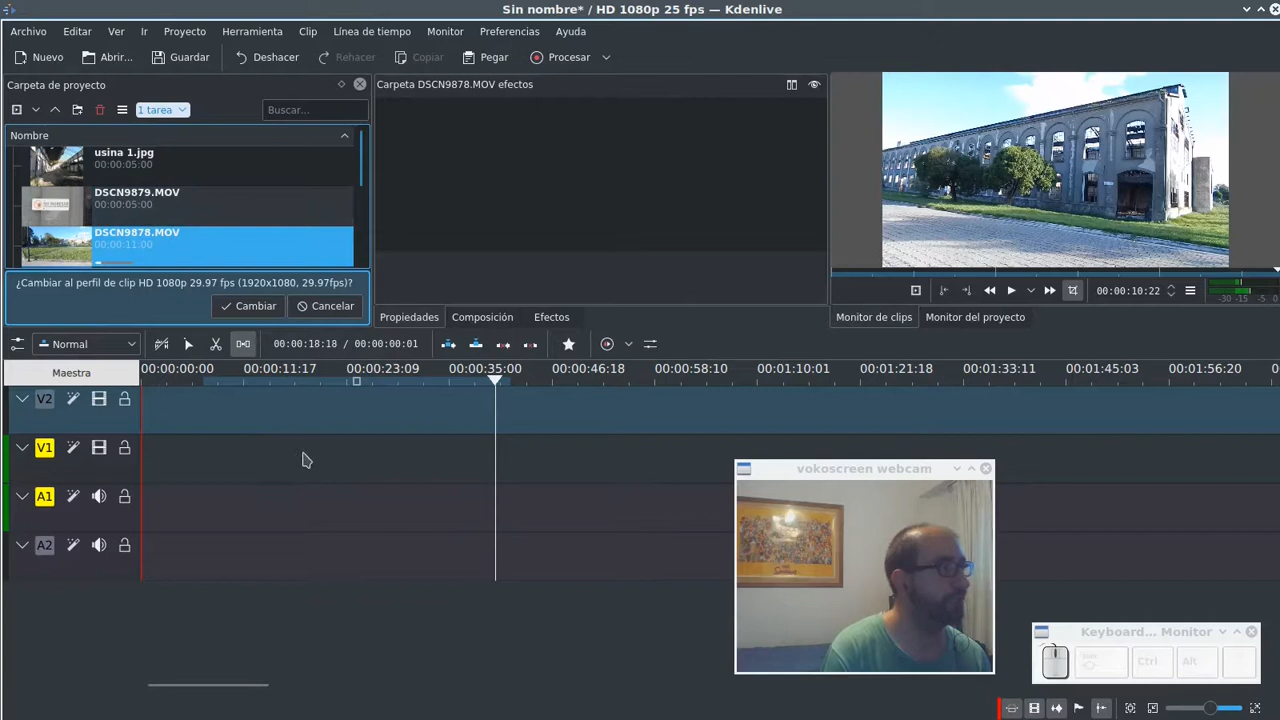 Sin nombre* / HD 1080p 25 fps — Kdenlive
Archivo Editar Ver Ir Proyecto Herramienta Clip Línea de tiempo Monitor Preferencias Ayuda
Nuevo Abrir... Guardar Deshacer Rehacer Copiar Pegar Procesar
Carpeta de proyecto
Carpeta DSCN9878.MOV efectos
1 tarea
Buscar...
Nombre
usina 1.jpg
00:00:05:00
DSCN9879.MOV
00:00:05:00
DSCN9878.MOV
00:00:11:00
¿Cambiar al perfil de clip HD 1080p 29.97 fps (1920x1080, 29.97fps)?
Cambiar Cancelar
00:00:10:22
-30 -15 -5 0
Propiedades Composición Efectos
Monitor de clips Monitor del proyecto
Normal
00:00:18:18 / 00:00:00:01
Maestra
00:00:00:00 00:00:11:17 00:00:23:09 00:00:35:00 00:00:46:18 00:00:58:10 00:01:10:01 00:01:21:18 00:01:33:11 00:01:45:03 00:01:56:20
V2
V1
A1
A2
vokoscreen webcam
Keyboard... Monitor
Ctrl
Alt